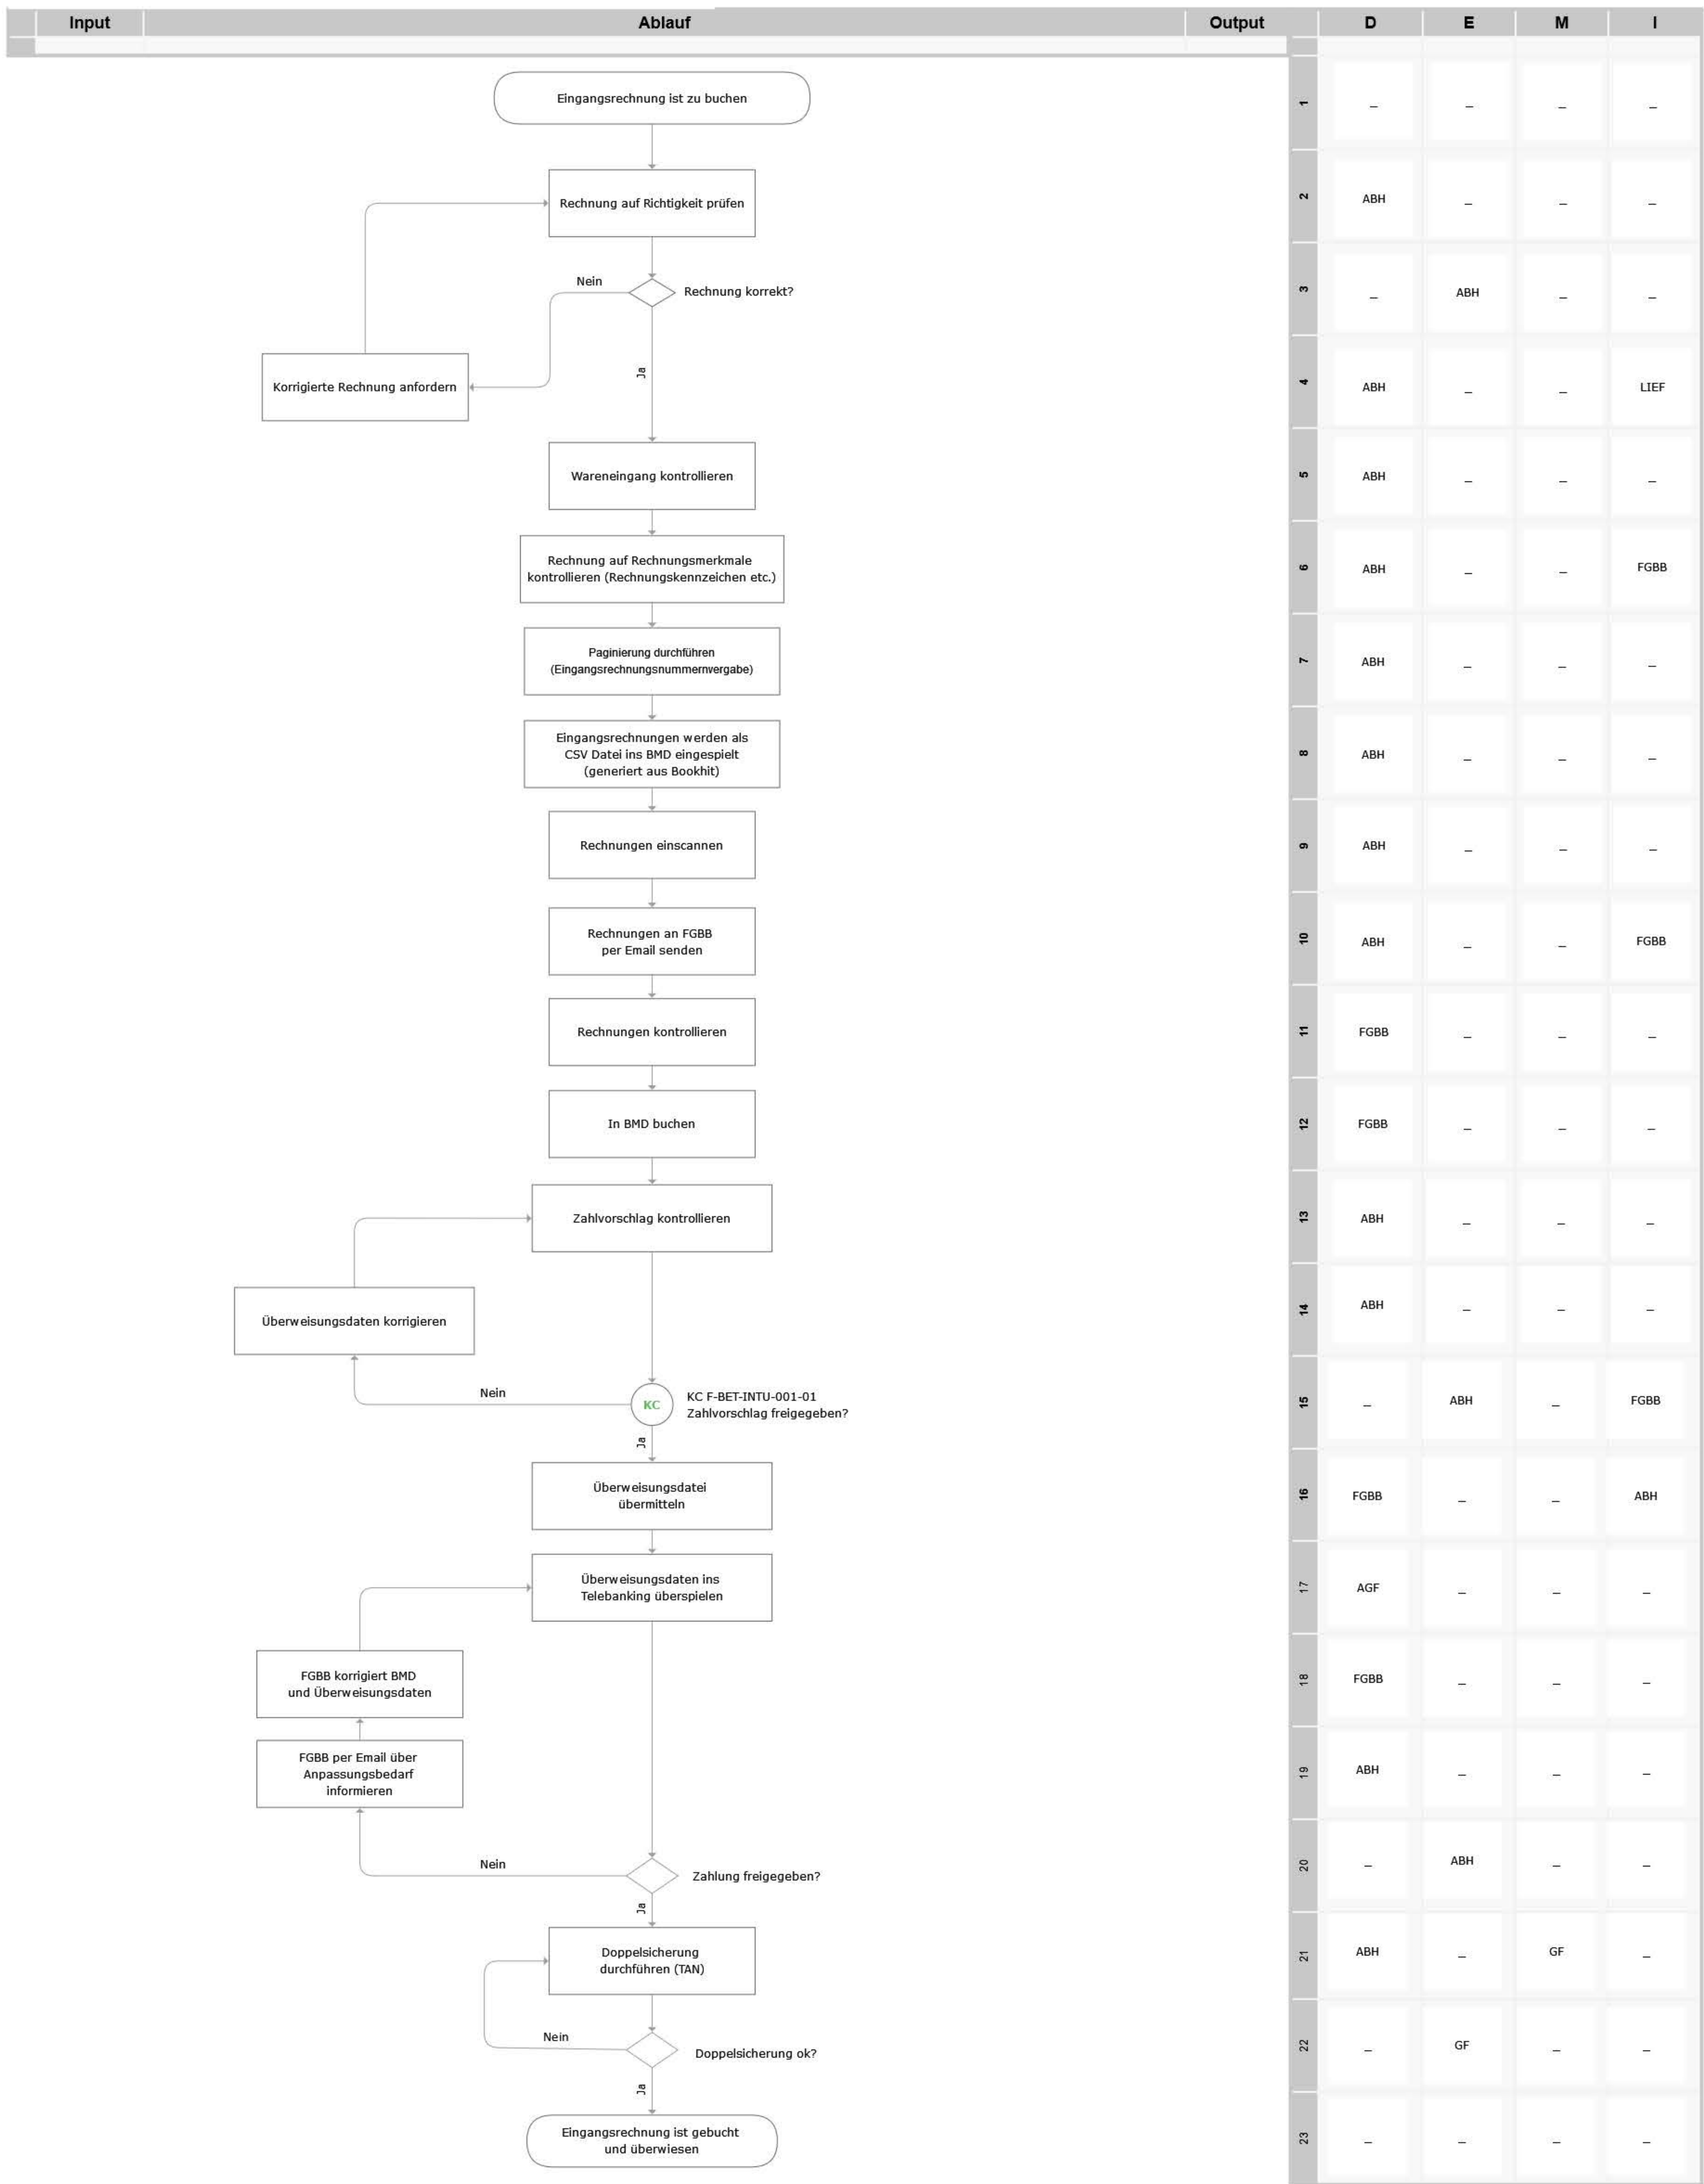 Input Ablauf Output D E M I
Eingangsrechnung ist zu buchen
1 _ _ _ _
Rechnung auf Richtigkeit prüfen
2 ABH _ _ _
Nein
Rechnung korrekt?
3 _ ABH _ _
Ja
Korrigierte Rechnung anfordern
4 ABH _ _ LIEF
Wareneingang kontrollieren
5 ABH _ _ _
Rechnung auf Rechnungsmerkmale
kontrollieren (Rechnungskennzeichen etc.)
6 ABH _ _ FGBB
Paginierung durchführen
(Eingangsrechnungsnummernvergabe)
7 ABH _ _ _
Eingangsrechnungen werden als
CSV Datei ins BMD eingespielt
(generiert aus Bookhit)
8 ABH _ _ _
Rechnungen einscannen
9 ABH _ _ _
Rechnungen an FGBB
per Email senden
10 ABH _ _ FGBB
Rechnungen kontrollieren
11 FGBB _ _ _
In BMD buchen
12 FGBB _ _ _
Zahlvorschlag kontrollieren
13 ABH _ _ _
Überweisungsdaten korrigieren
14 ABH _ _ _
Nein
KC
KC F-BET-INTU-001-01
Zahlvorschlag freigegeben?
15 _ ABH _ FGBB
Ja
Überweisungsdatei
übermitteln
16 FGBB _ _ ABH
Überweisungsdaten ins
Telebanking überspielen
17 AGF _ _ _
FGBB korrigiert BMD
und Überweisungsdaten
18 FGBB _ _ _
FGBB per Email über
Anpassungsbedarf
informieren
19 ABH _ _ _
Nein
Zahlung freigegeben?
20 _ ABH _ _
Ja
Doppelsicherung
durchführen (TAN)
21 ABH _ GF _
Nein
Doppelsicherung ok?
22 _ GF _ _
Ja
Eingangsrechnung ist gebucht
und überwiesen
23 _ _ _ _